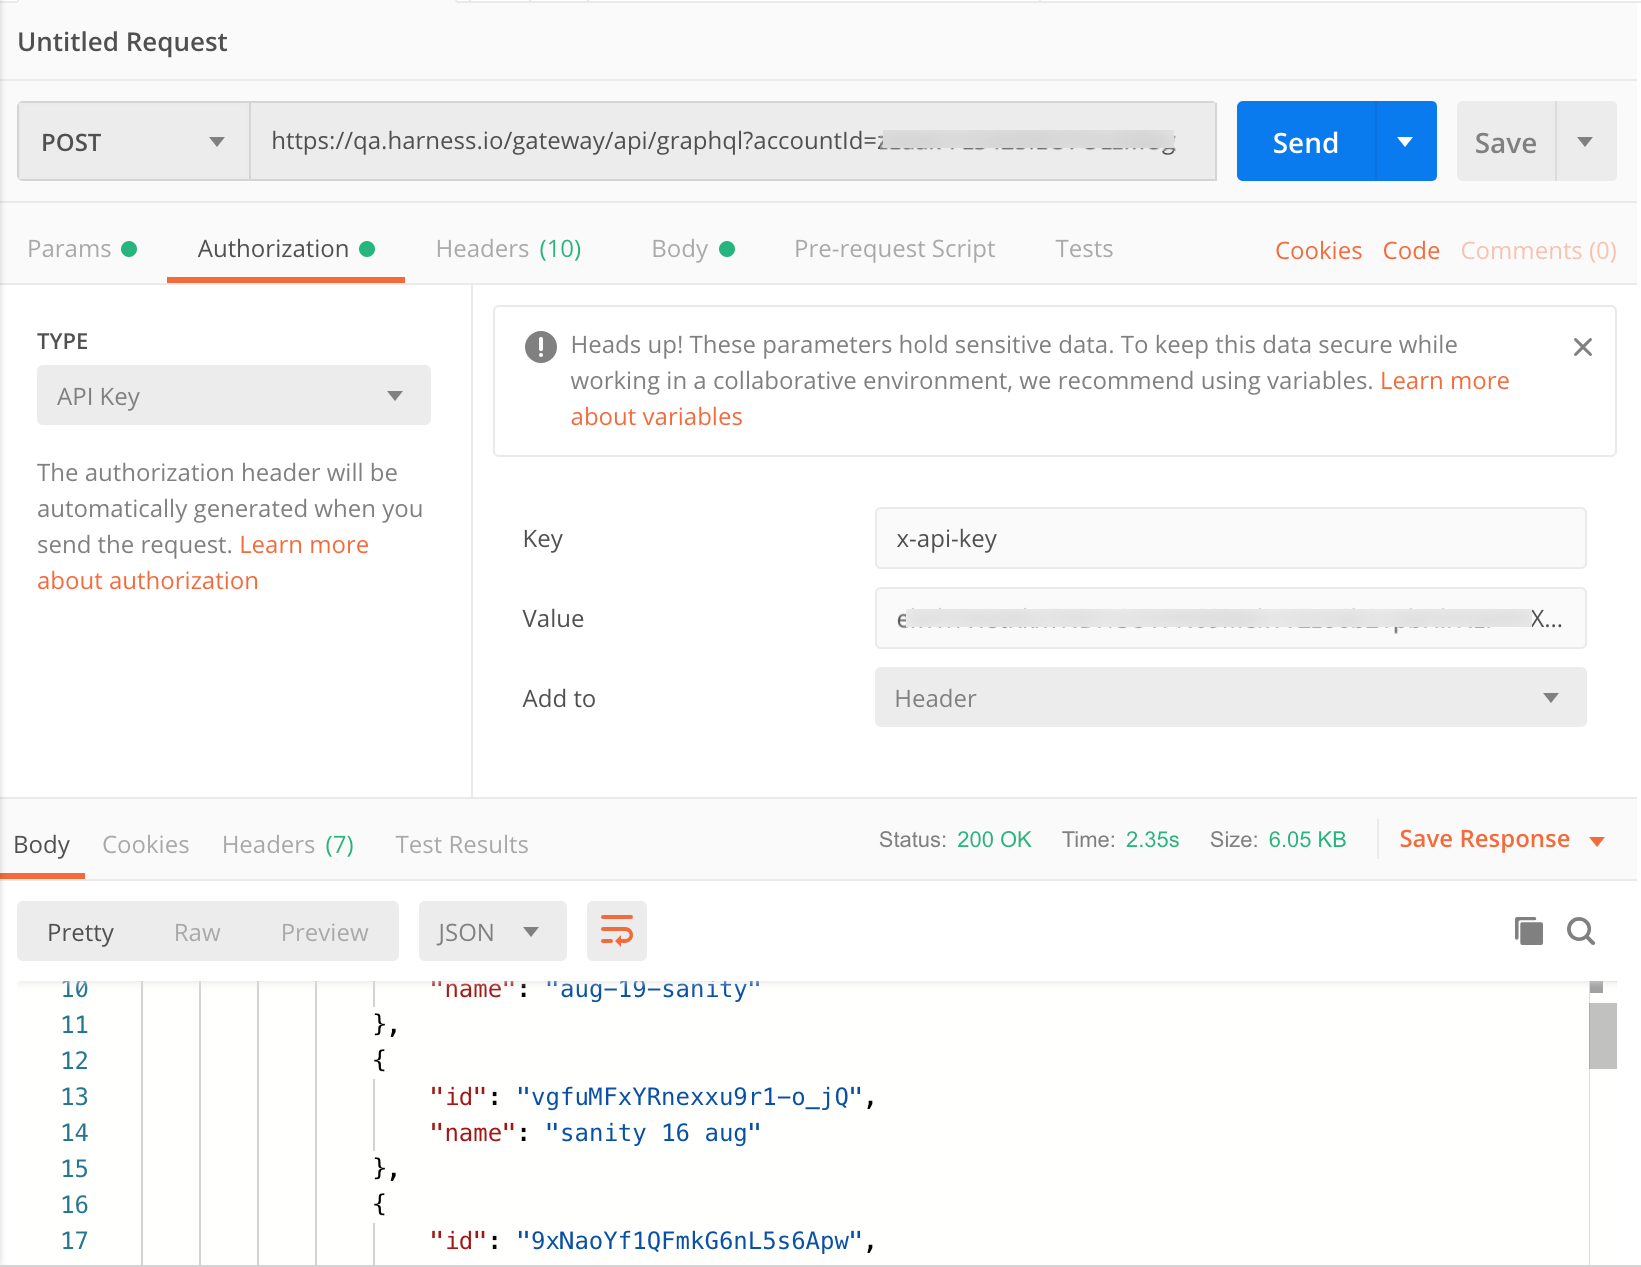 Untitled Request
POST
https://qa.harness.io/gateway/api/graphql?accountId=
Send
Save
Params
Authorization
Headers (10)
Body
Pre-request Script
Tests
Cookies
Code
Comments (0)
TYPE
API Key
The authorization header will be
automatically generated when you
send the request. Learn more
about authorization
Heads up! These parameters hold sensitive data. To keep this data secure while
working in a collaborative environment, we recommend using variables. Learn more
about variables
Key
x-api-key
Value
X...
Add to
Header
Body
Cookies
Headers (7)
Test Results
Status: 200 OK
Time: 2.35s
Size: 6.05 KB
Save Response
Pretty
Raw
Preview
JSON
10 "name": "aug-19-sanity"
11 },
12 {
13 "id": "vgfuMFxYRnexxu9r1-o_jQ",
14 "name": "sanity 16 aug"
15 },
16 {
17 "id": "9xNaoYf1QFmkG6nL5s6Apw",